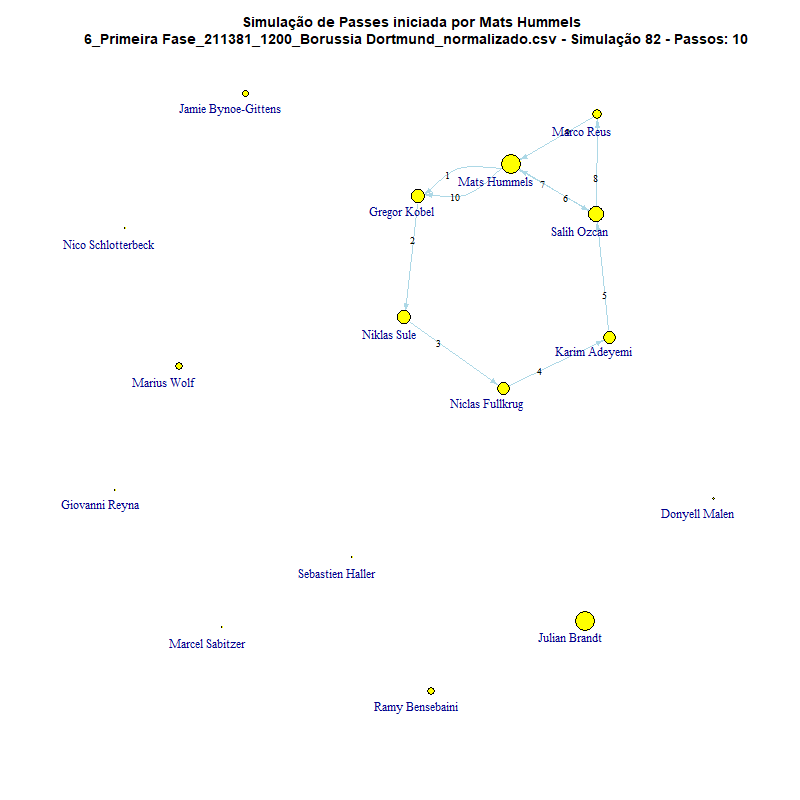 Simulação de Passes iniciada por Mats Hummels
6_Primeira Fase_211381_1200_Borussia Dortmund_normalizado.csv - Simulação 82 - Passos: 10
Jamie Bynoe-Gittens
9
Marco Reus
1
Mats Hummels
7
8
10
6
Gregor Kobel
Salih Ozcan
2
Nico Schlotterbeck
5
Niklas Sule
3
Karim Adeyemi
4
Marius Wolf
Niclas Fullkrug
Giovanni Reyna
Donyell Malen
Sebastien Haller
Julian Brandt
Marcel Sabitzer
Ramy Bensebaini